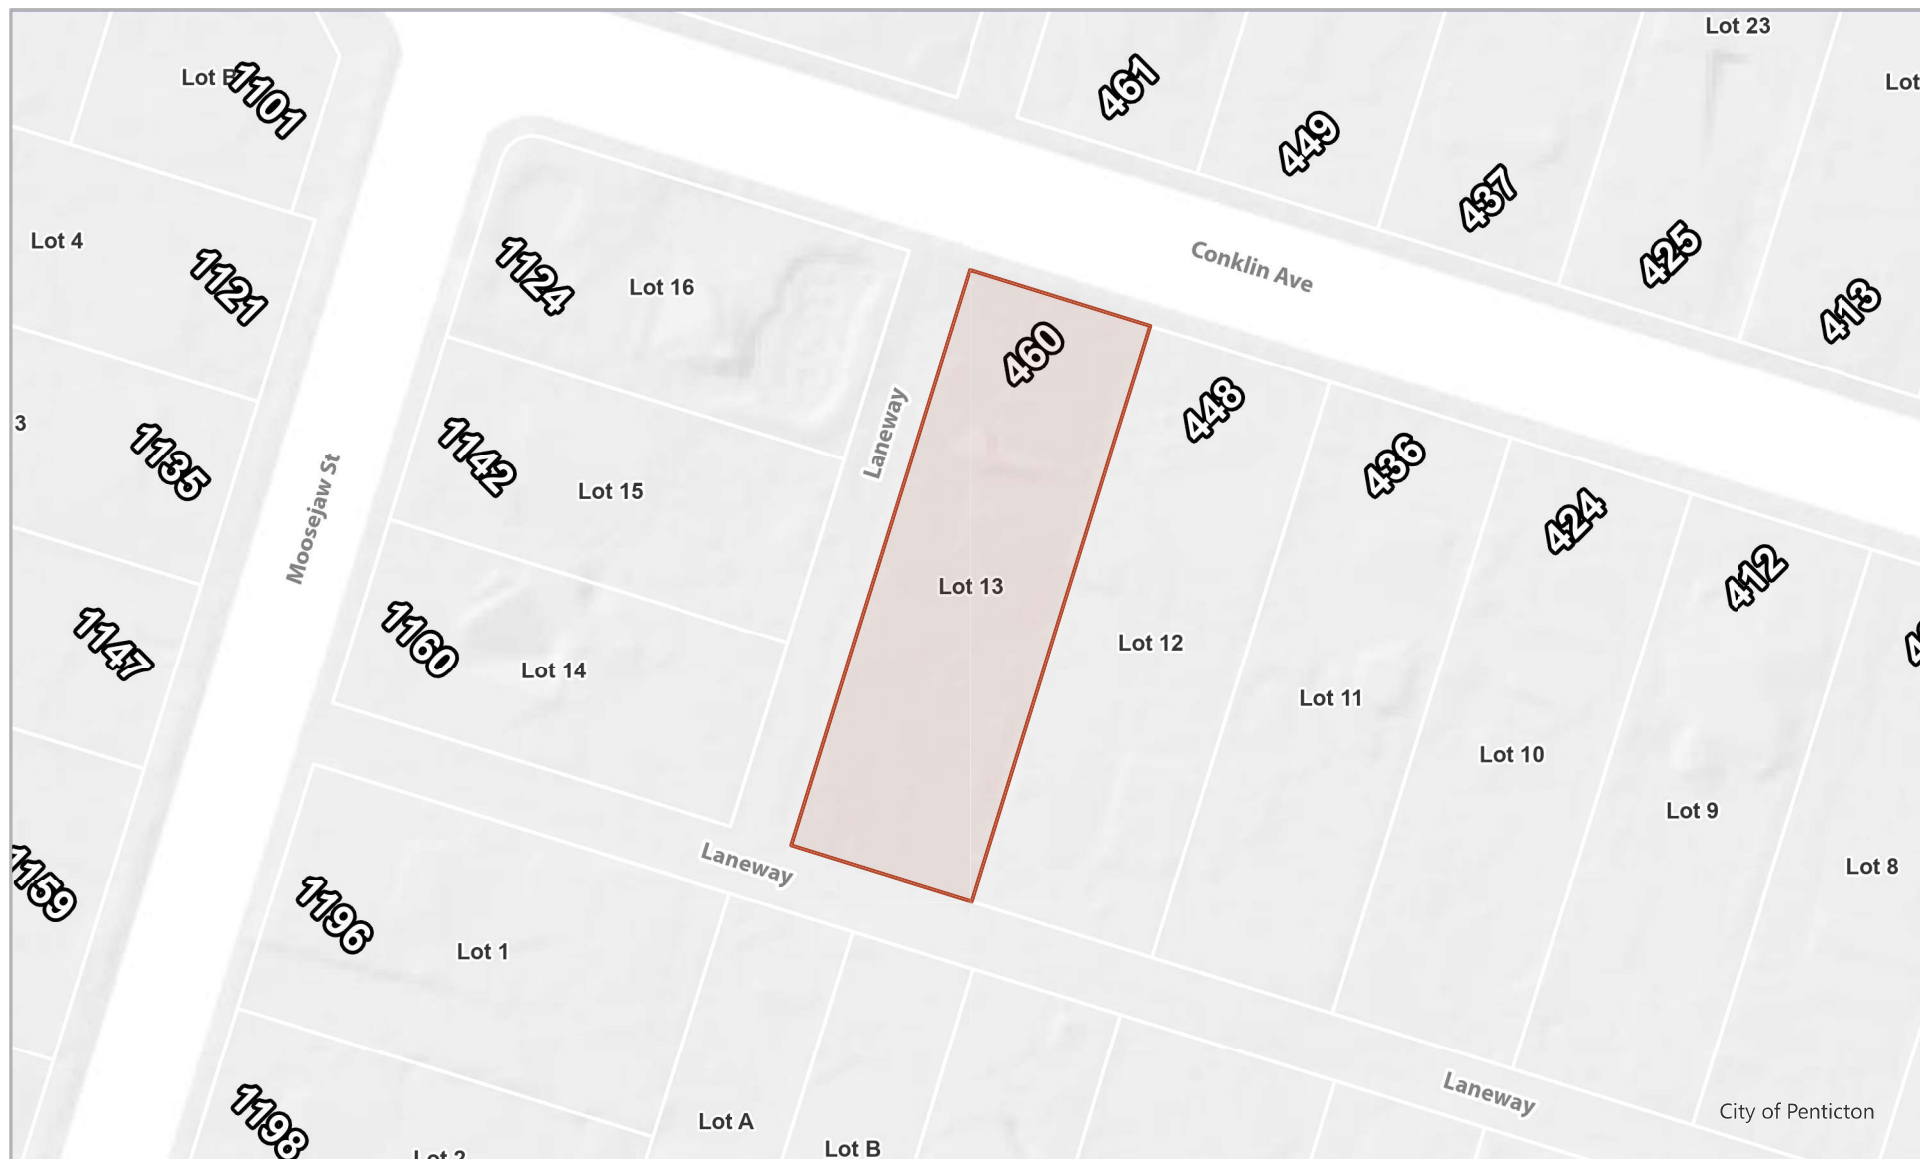 Lot 23
Lot
Lot B
1101
461
449
437
425
413
Lot 4
1121
1124
Lot 16
Conklin Ave
460
448
436
424
412
3
1135
Moosejaw St
1142
Lot 15
Laneway
Lot 13
1147
1160
Lot 14
Lot 12
Lot 11
Lot 10
Lot 9
Lot 8
1159
Laneway
1196
Lot 1
Laneway
City of Penticton
1198
Lot 2
Lot A
Lot B